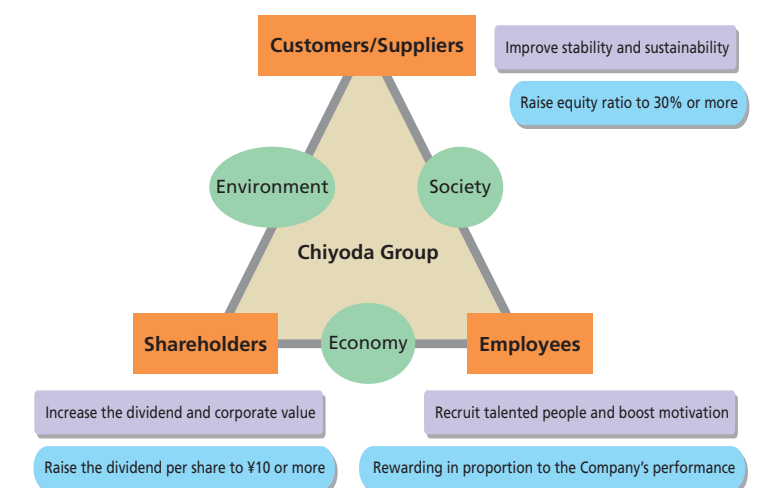 Customers/Suppliers
Improve stability and sustainability
Raise equity ratio to 30% or more
Environment
Society
Chiyoda Group
Shareholders
Economy
Employees
Increase the dividend and corporate value
Recruit talented people and boost motivation
Raise the dividend per share to ¥10 or more
Rewarding in proportion to the Company's performance